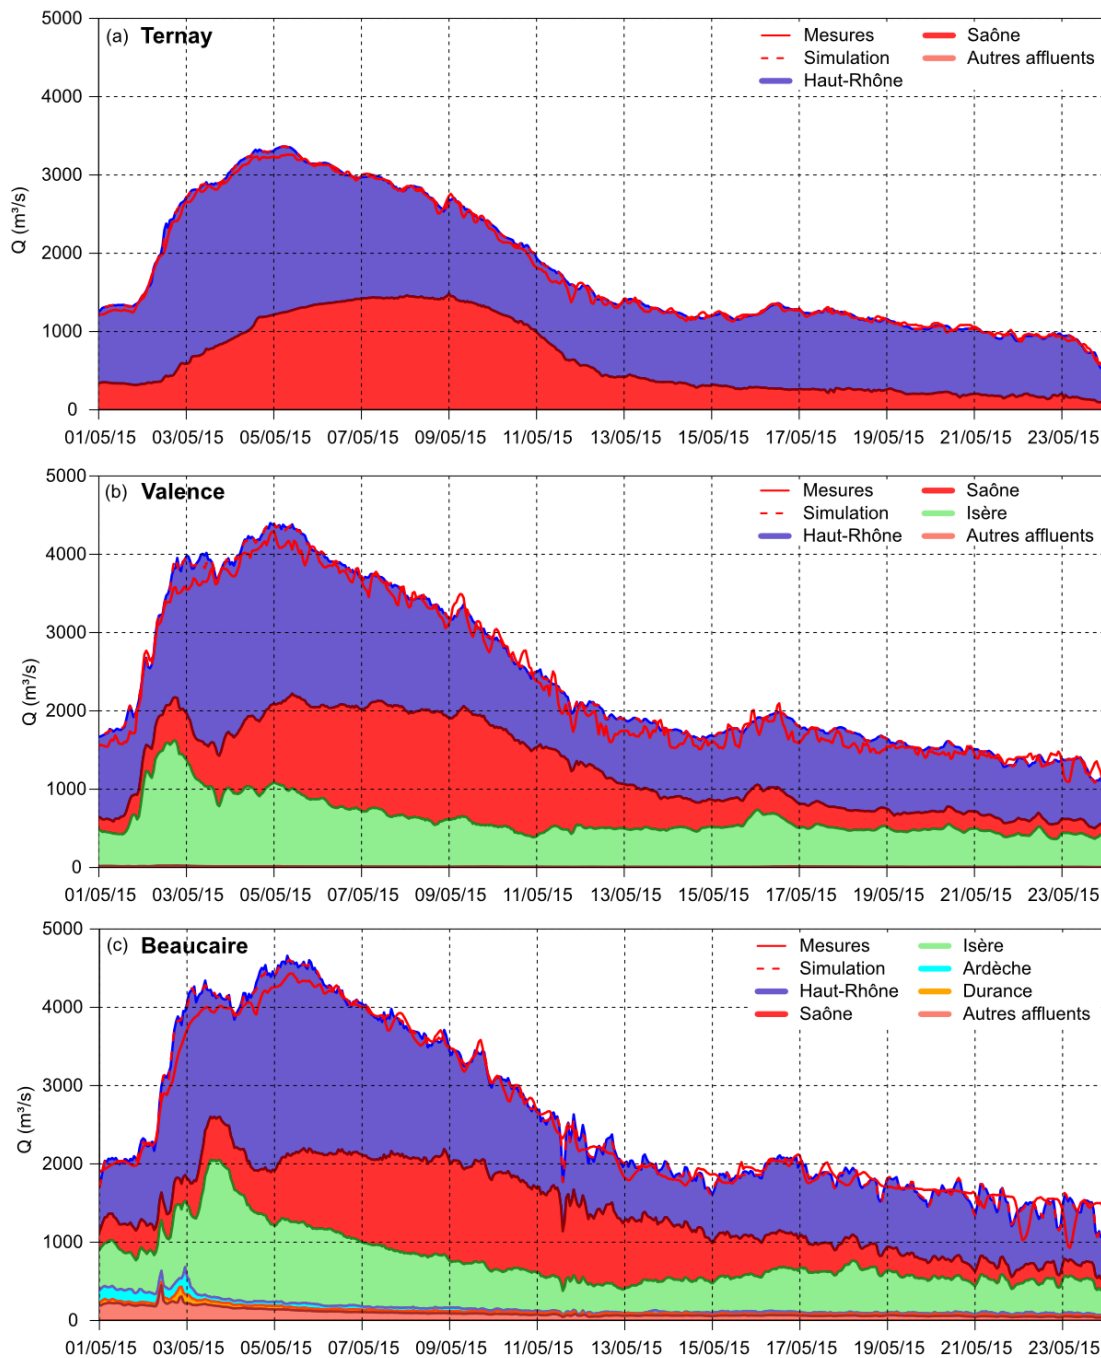 (a) Ternay
Mesures
Simulation
Haut-Rhône
Saône
Autres affluents
Q (m³/s)
5000
4000
3000
2000
1000
0
01/05/15 03/05/15 05/05/15 07/05/15 09/05/15 11/05/15 13/05/15 15/05/15 17/05/15 19/05/15 21/05/15 23/05/15
(b) Valence
Mesures
Simulation
Haut-Rhône
Saône
Isère
Autres affluents
Q (m³/s)
5000
4000
3000
2000
1000
0
01/05/15 03/05/15 05/05/15 07/05/15 09/05/15 11/05/15 13/05/15 15/05/15 17/05/15 19/05/15 21/05/15 23/05/15
(c) Beaucaire
Mesures
Simulation
Haut-Rhône
Saône
Isère
Ardèche
Durance
Autres affluents
Q (m³/s)
5000
4000
3000
2000
1000
0
01/05/15 03/05/15 05/05/15 07/05/15 09/05/15 11/05/15 13/05/15 15/05/15 17/05/15 19/05/15 21/05/15 23/05/15